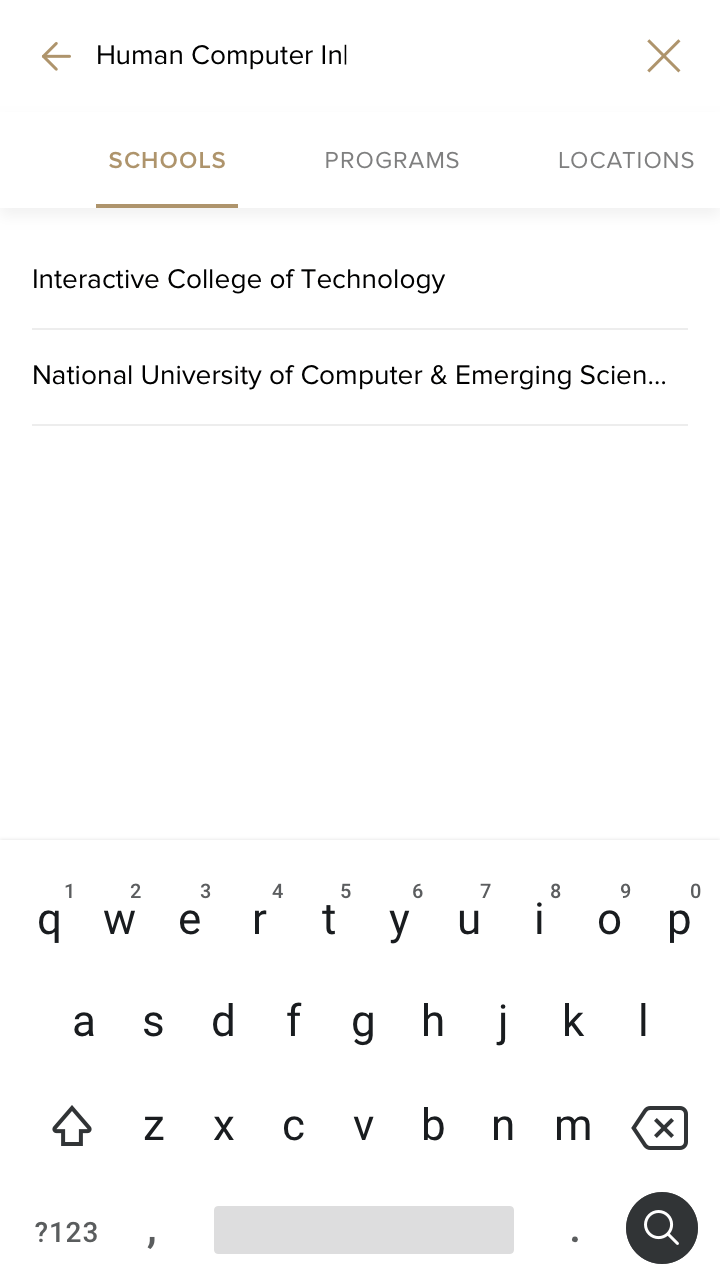 Human Computer In
SCHOOLS PROGRAMS LOCATIONS
Interactive College of Technology
National University of Computer & Emerging Scien...
1 2 3 4 5 6 7 8 9 0
q w e r t y u i o p
a s d f g h j k l
z x c v b n m
?123 , .